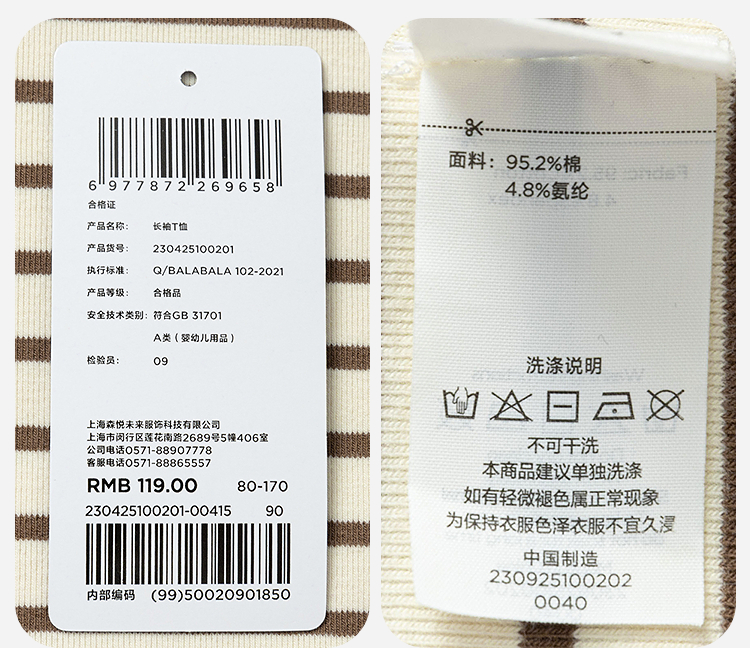 6 977872 269658
合格证
产品名称: 长袖T恤
产品货号: 230425100201
执行标准: Q/BALABALA 102-2021
产品等级: 合格品
安全技术类别: 符合GB 31701
A类(婴幼儿用品)
检验员: 09
上海森悦未来服饰科技有限公司
上海市闵行区莲花南路2689号5幢406室
公司电话0571-88907778
客服电话0571-88865557
RMB 119.00 80-170
230425100201-00415 90
内部编码 (99)50020901850
面料: 95.2%棉
4.8%氨纶
洗涤说明
不可干洗
本商品建议单独洗涤
如有轻微褪色属正常现象
为保持衣服色泽衣服不宜久浸
中国制造
230925100202
0040